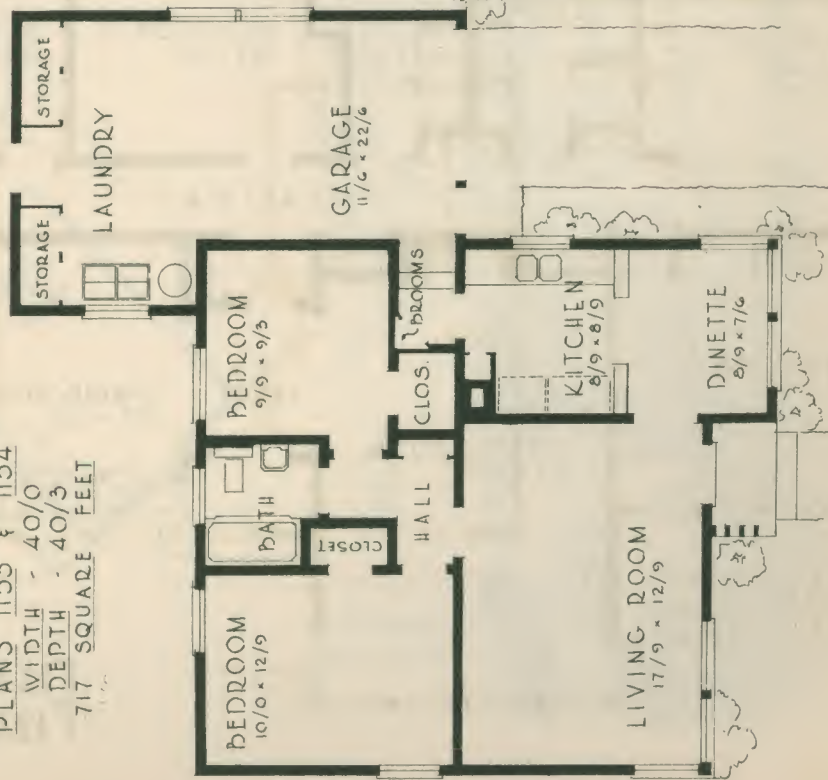 PLANS 1153 & 1154
WIDTH - 40/0
DEPTH - 40/3
717 SQUARE FEET
STORAGE
STORAGE
LAUNDRY
GARAGE
11/6 × 22/6
BEDROOM
9/9 × 9/3
BROOMS
CLOS.
KITCHEN
8/9 × 8/9
DINETTE
8/9 × 7/6
BATH
CLOSET
HALL
BEDROOM
10/0 × 12/9
LIVING ROOM
17/9 × 12/9